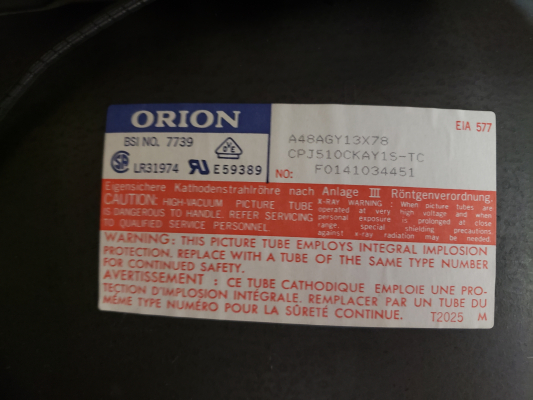 ORION
EIA 577
BSI NO. 7739
VDE
LR31974
E59389
A48AGY13X78
CPJ510CKAY1S-TC
NO: F0141034451
Eigensichere Kathodenstrahlröhre nach Anlage III Röntgenverordnung.
CAUTION: HIGH-VACUUM PICTURE TUBE
IS DANGEROUS TO HANDLE. REFER SERVICING
TO QUALIFIED SERVICE PERSONNEL
X-RAY WARNING: When picture tubes are
operated at very high voltage and when
personal exposure is prolonged at close
range, special shielding precautions
against x-ray radiation may be needed.
WARNING: THIS PICTURE TUBE EMPLOYS INTEGRAL IMPLOSION
PROTECTION. REPLACE WITH A TUBE OF THE SAME TYPE NUMBER
FOR CONTINUED SAFETY.
AVERTISSEMENT : CE TUBE CATHODIQUE EMPLOIE UNE PRO-
TECTION D'IMPLOSION INTÉGRALE. REMPLACER PAR UN TUBE DU
MÊME TYPE NUMÉRO POUR LA SÛRETÉ CONTINUE.
T2025 M